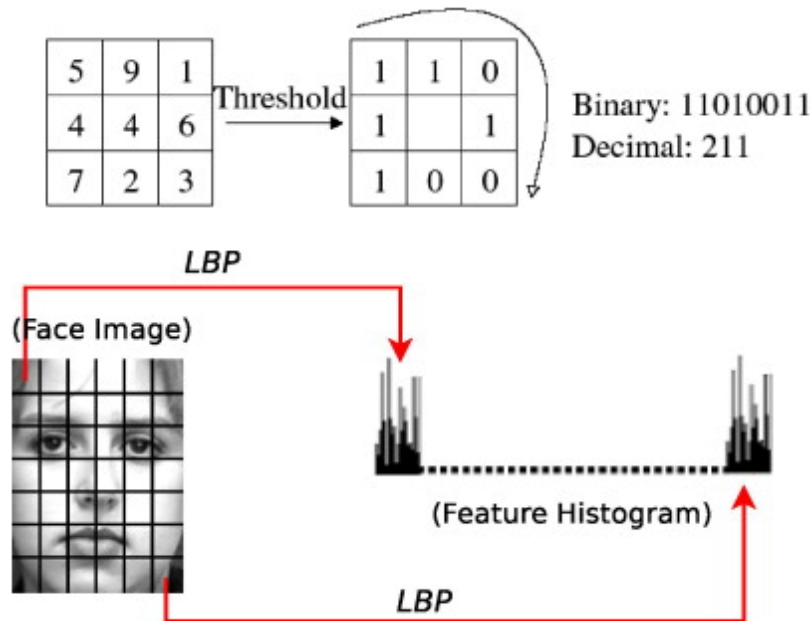 5 9 1
4 4 6
7 2 3
Threshold
1 1 0
1 1
1 0 0
Binary: 11010011
Decimal: 211
LBP
(Face Image)
(Feature Histogram)
LBP